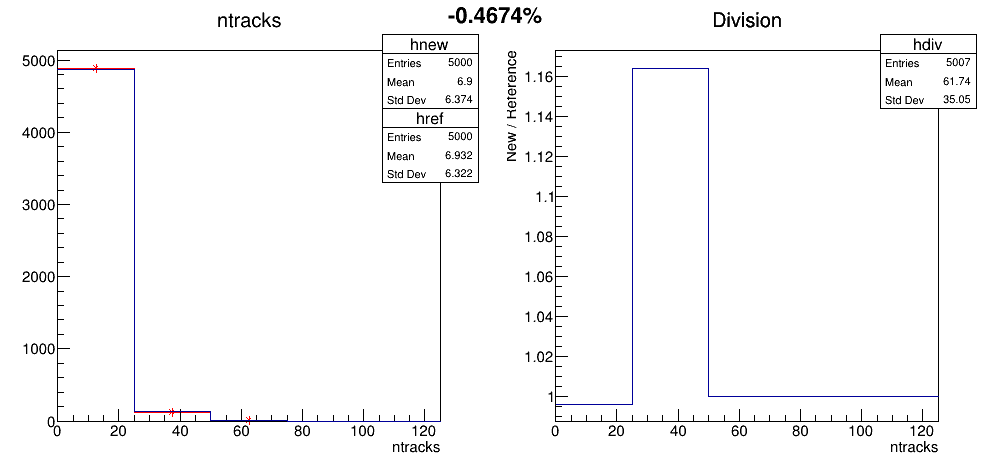 -0.4674%
ntracks
hnew
Entries 5000
Mean 6.9
Std Dev 6.374
href
Entries 5000
Mean 6.932
Std Dev 6.322
5000
4000
3000
2000
1000
0
0 20 40 60 80 100 120
ntracks
Division
hdiv
Entries 5007
Mean 61.74
Std Dev 35.05
New / Reference
1.16
1.14
1.12
1.1
1.08
1.06
1.04
1.02
1
0 20 40 60 80 100 120
ntracks